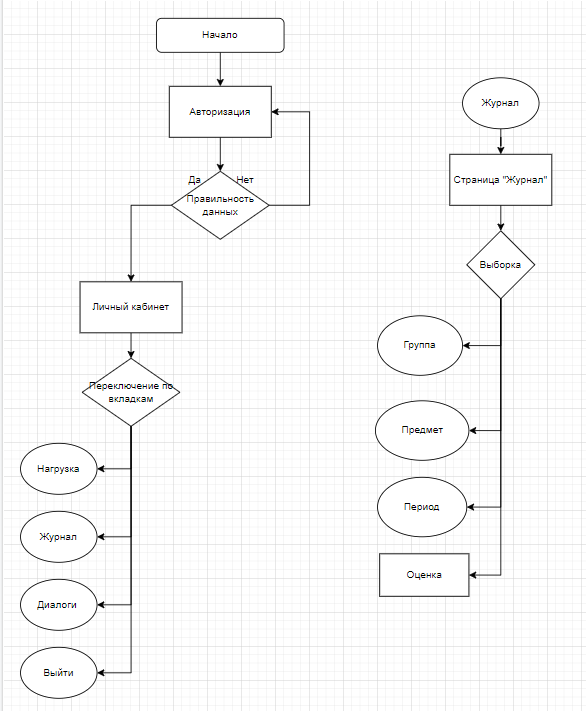 Начало
Авторизация
Да
Нет
Правильность
данных
Личный кабинет
Переключение по
вкладкам
Нагрузка
Журнал
Диалоги
Выйти
Журнал
Страница "Журнал"
Выборка
Группа
Предмет
Период
Оценка